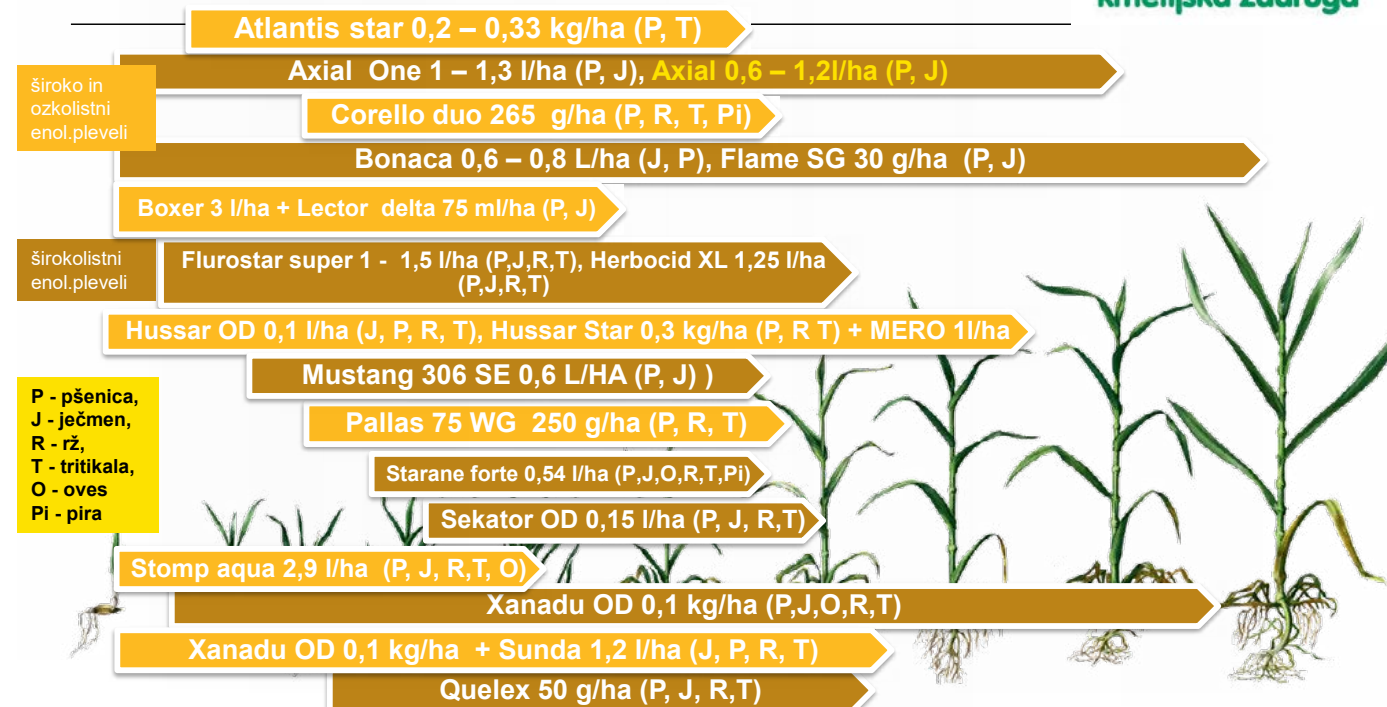 kmetijska zadruga
Atlantis star 0,2 – 0,33 kg/ha (P, T)
Axial One 1 – 1,3 l/ha (P, J), Axial 0,6 – 1,2l/ha (P, J)
široko in
ozkolistni
enol.pleveli
Corello duo 265 g/ha (P, R, T, Pi)
Bonaca 0,6 – 0,8 L/ha (J, P), Flame SG 30 g/ha (P, J)
Boxer 3 l/ha + Lector delta 75 ml/ha (P, J)
širokolistni
enol.pleveli
Flurostar super 1 - 1,5 l/ha (P,J,R,T), Herbocid XL 1,25 l/ha
(P,J,R,T)
Hussar OD 0,1 l/ha (J, P, R, T), Hussar Star 0,3 kg/ha (P, R T) + MERO 1l/ha
Mustang 306 SE 0,6 L/HA (P, J) )
P - pšenica,
J - ječmen,
R - rž,
T - tritikala,
O - oves
Pi - pira
Pallas 75 WG 250 g/ha (P, R, T)
Starane forte 0,54 l/ha (P,J,O,R,T,Pi)
Sekator OD 0,15 l/ha (P, J, R,T)
Stomp aqua 2,9 l/ha (P, J, R,T, O)
Xanadu OD 0,1 kg/ha (P,J,O,R,T)
Xanadu OD 0,1 kg/ha + Sunda 1,2 l/ha (J, P, R, T)
Quelex 50 g/ha (P, J, R,T)